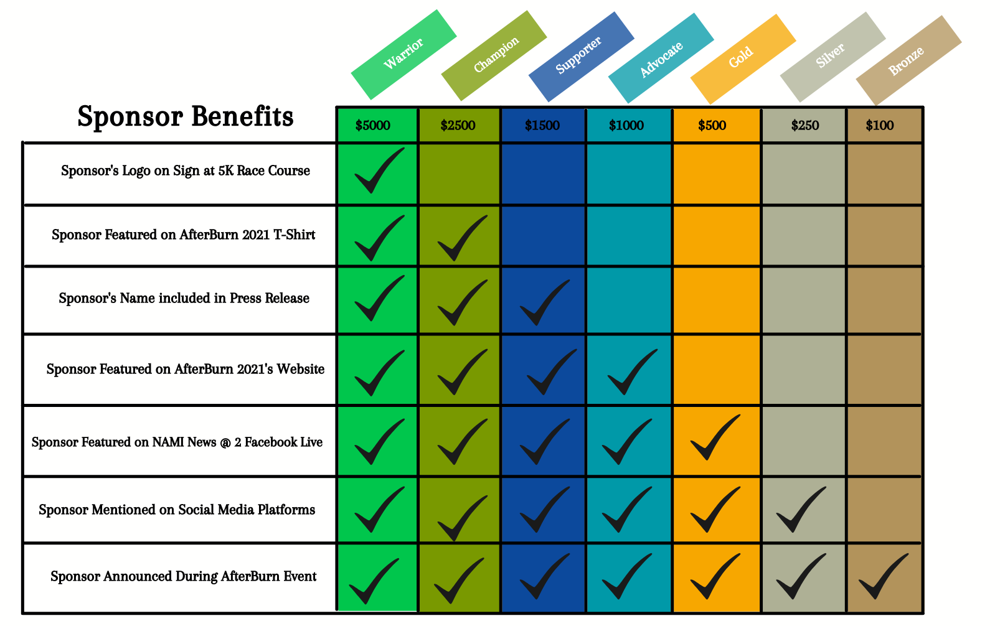 Warrior
Champion
Supporter
Advocate
Gold
Silver
Bronze
Sponsor Benefits
$5000
$2500
$1500
$1000
$500
$250
$100
Sponsor's Logo on Sign at 5K Race Course
Sponsor Featured on AfterBurn 2021 T-Shirt
Sponsor's Name included in Press Release
Sponsor Featured on AfterBurn 2021's Website
Sponsor Featured on NAMI News @ 2 Facebook Live
Sponsor Mentioned on Social Media Platforms
Sponsor Announced During AfterBurn Event